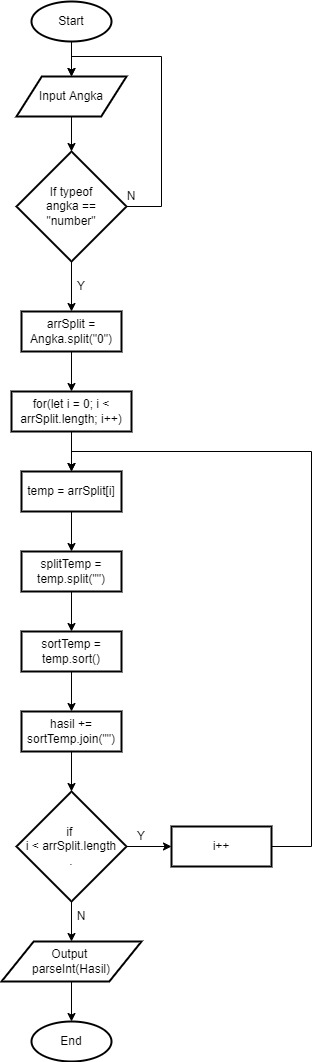 Start
Input Angka
If typeof
angka ==
"number"
N
Y
arrSplit =
Angka.split("0")
for(let i = 0; i <
arrSplit.length; i++)
temp = arrSplit[i]
splitTemp =
temp.split("")
sortTemp =
temp.sort()
hasil +=
sortTemp.join("")
if
i < arrSplit.length
.
Y
i++
N
Output
parseInt(Hasil)
End